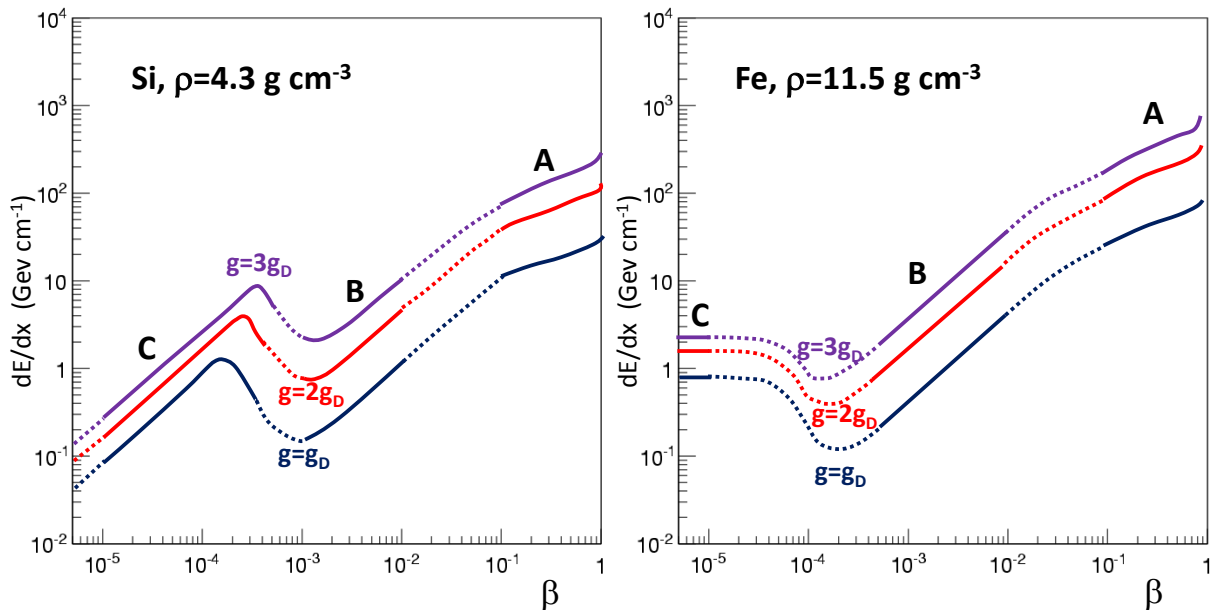 Si, ρ=4.3 g cm⁻³
A
g=3g_D
B
C
g=2g_D
g=g_D
dE/dx (Gev cm⁻¹)
10⁴
10³
10²
10
1
10⁻¹
10⁻²
10⁻⁵
10⁻⁴
10⁻³
10⁻²
10⁻¹
1
β
Fe, ρ=11.5 g cm⁻³
A
B
C
g=3g_D
g=2g_D
g=g_D
dE/dx (Gev cm⁻¹)
10⁴
10³
10²
10
1
10⁻¹
10⁻²
10⁻⁵
10⁻⁴
10⁻³
10⁻²
10⁻¹
1
β